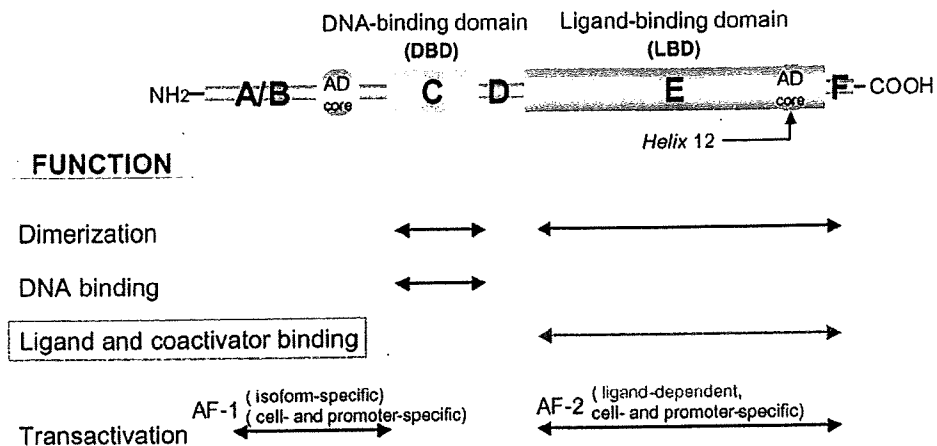 DNA-binding domain
(DBD)
Ligand-binding domain
(LBD)
NH2
A/B
AD
core
C
D
E
AD
core
F
COOH
Helix 12
FUNCTION
Dimerization
DNA binding
Ligand and coactivator binding
Transactivation
AF-1
( isoform-specific)
( cell- and promoter-specific)
AF-2
( ligand-dependent,
cell- and promoter-specific)